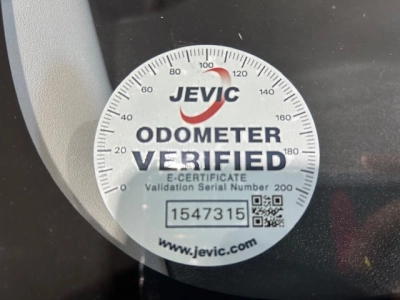 0 20 40 60 80 100 120 140 160 180 200
JEVIC
ODOMETER
VERIFIED
E-CERTIFICATE
Validation Serial Number
1547315
www.jevic.com